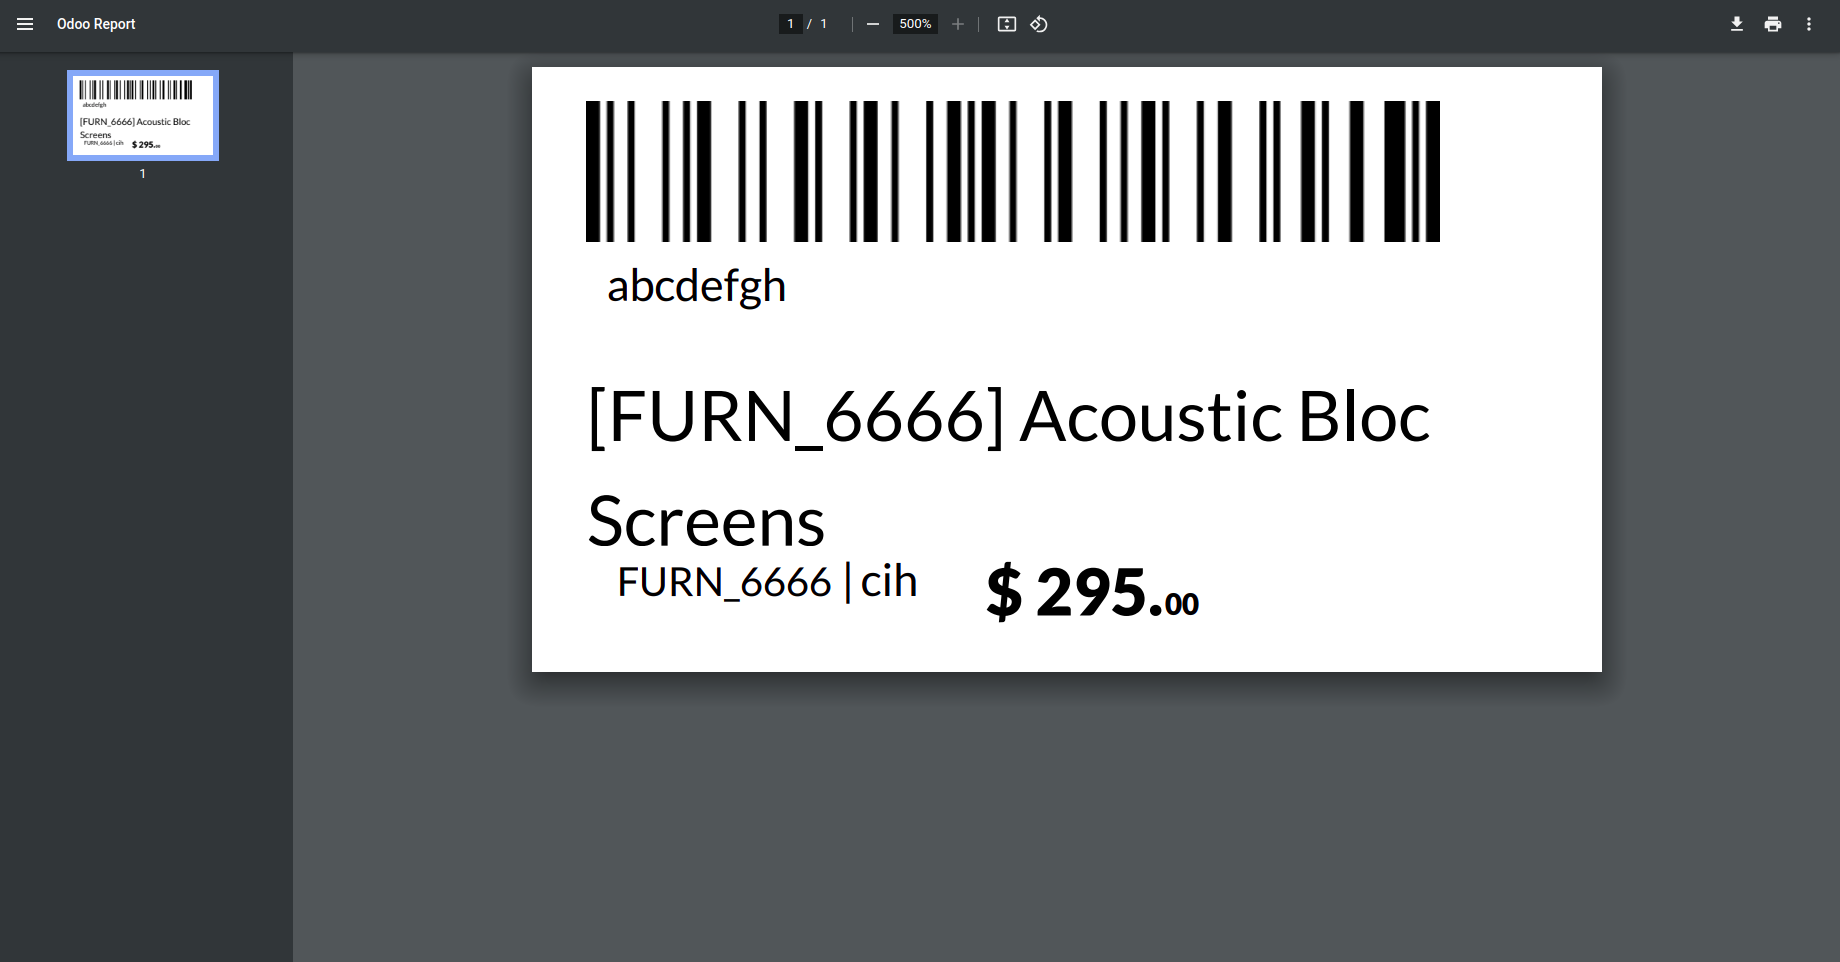 Odoo Report
1 / 1
500%
abcdefgh
[FURN_6666] Acoustic Bloc
Screens
FURN_6666 | cih
$ 295.00
1
abcdefgh
[FURN_6666] Acoustic Bloc
Screens
FURN_6666 | cih $ 295.00